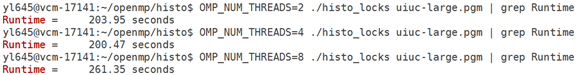 yl645@vcm-17141:~/openmp/histo$ OMP_NUM_THREADS=2 ./histo_locks uiuc-large.pgm | grep Runtime
Runtime =     203.95 seconds
yl645@vcm-17141:~/openmp/histo$ OMP_NUM_THREADS=4 ./histo_locks uiuc-large.pgm | grep Runtime
Runtime =     200.47 seconds
yl645@vcm-17141:~/openmp/histo$ OMP_NUM_THREADS=8 ./histo_locks uiuc-large.pgm | grep Runtime
Runtime =     261.35 seconds